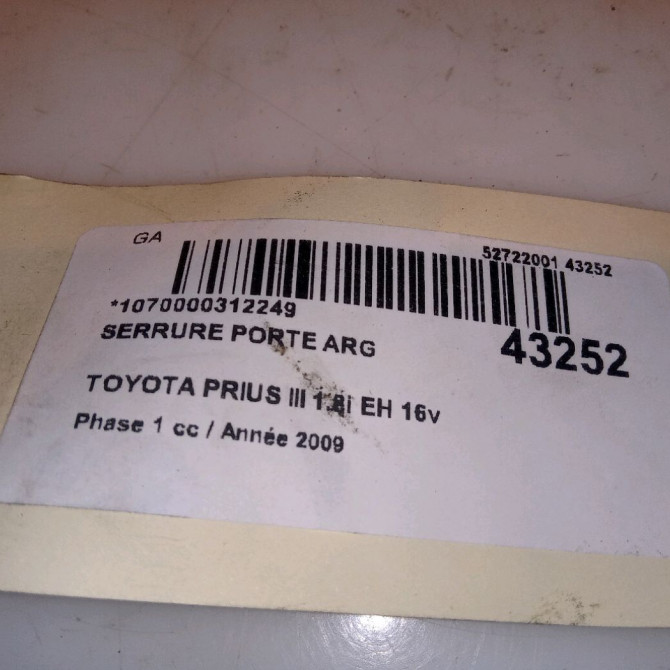 GA
52722001 43252
*1070000312249
43252
SERRURE PORTE ARG
TOYOTA PRIUS III 1.8i EH 16v
Phase 1 cc / Année 2009